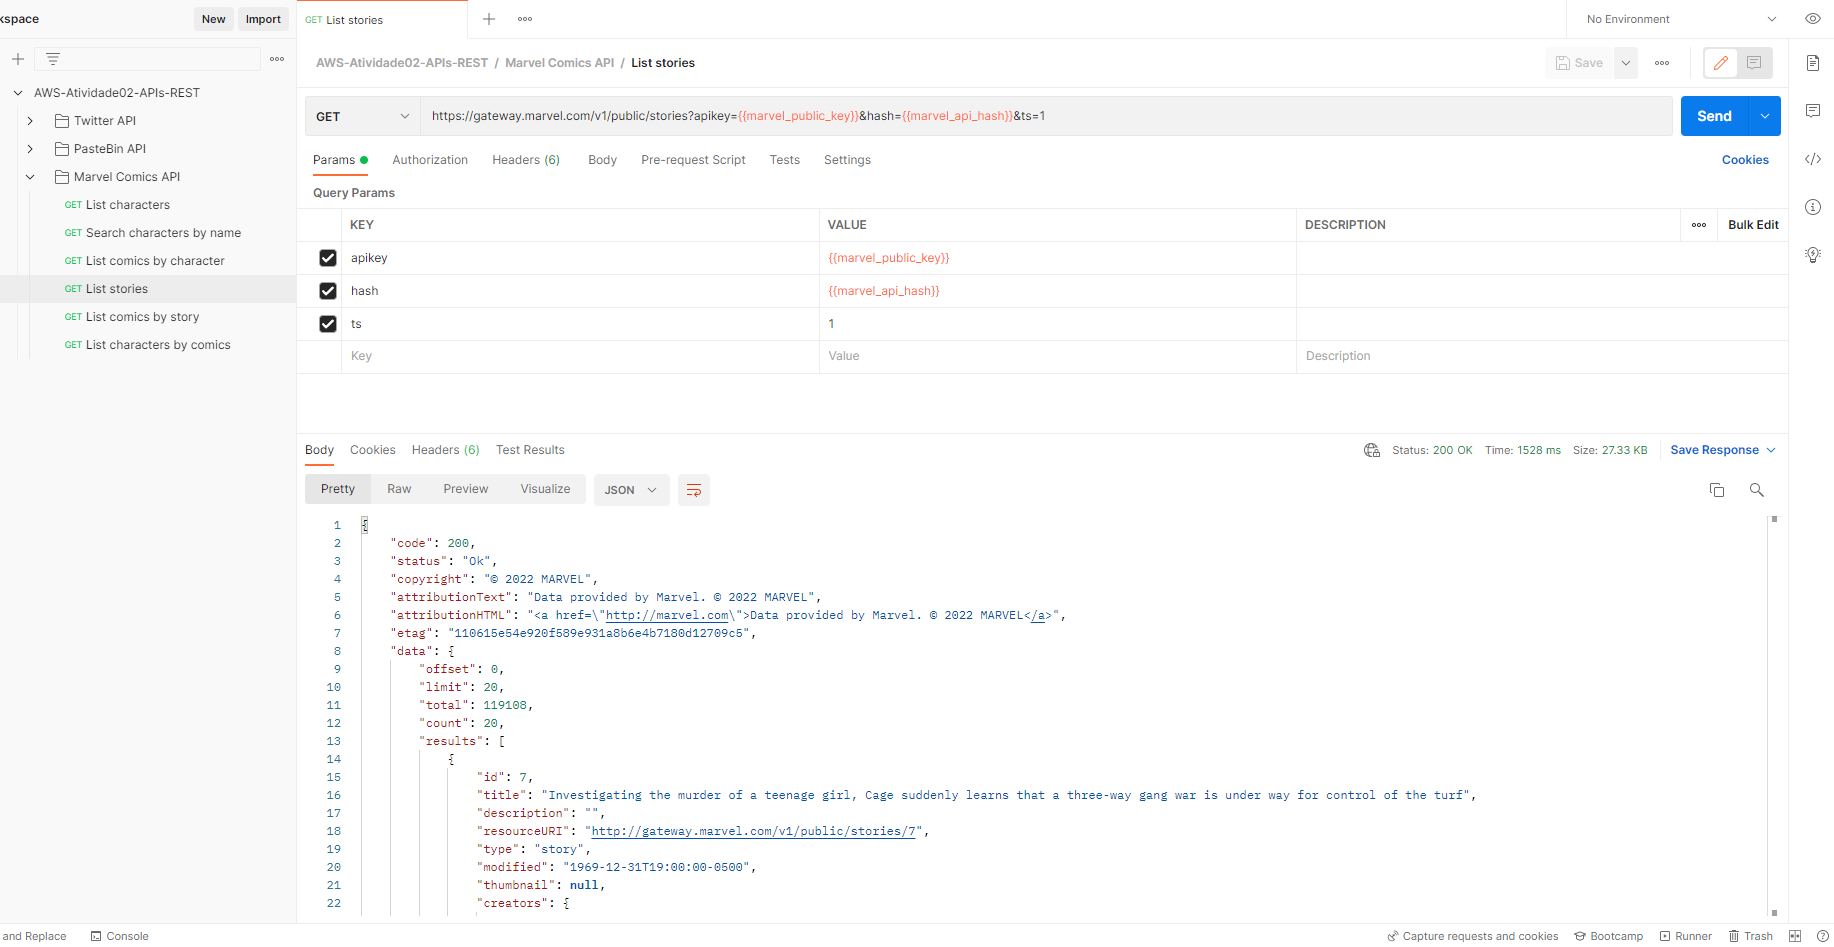 kspace
New
Import
GET List stories
No Environment
AWS-Atividade02-APIs-REST
Twitter API
PasteBin API
Marvel Comics API
GET List characters
GET Search characters by name
GET List comics by character
GET List stories
GET List comics by story
GET List characters by comics
AWS-Atividade02-APIs-REST / Marvel Comics API / List stories
Save
GET
https://gateway.marvel.com/v1/public/stories?apikey={{marvel_public_key}}&hash={{marvel_api_hash}}&ts=1
Send
Params Authorization Headers (6) Body Pre-request Script Tests Settings
Cookies
Query Params
KEY VALUE DESCRIPTION Bulk Edit
apikey {{marvel_public_key}}
hash {{marvel_api_hash}}
ts 1
Key Value Description
Body Cookies Headers (6) Test Results
Status: 200 OK Time: 1528 ms Size: 27.33 KB Save Response
Pretty Raw Preview Visualize JSON
1 {
2 "code": 200,
3 "status": "Ok",
4 "copyright": "© 2022 MARVEL",
5 "attributionText": "Data provided by Marvel. © 2022 MARVEL",
6 "attributionHTML": "<a href=\"http://marvel.com\">Data provided by Marvel. © 2022 MARVEL</a>",
7 "etag": "110615e54e920f589e931a8b6e4b7180d12709c5",
8 "data": {
9 "offset": 0,
10 "limit": 20,
11 "total": 119108,
12 "count": 20,
13 "results": [
14 {
15 "id": 7,
16 "title": "Investigating the murder of a teenage girl, Cage suddenly learns that a three-way gang war is under way for control of the turf",
17 "description": "",
18 "resourceURI": "http://gateway.marvel.com/v1/public/stories/7",
19 "type": "story",
20 "modified": "1969-12-31T19:00:00-0500",
21 "thumbnail": null,
22 "creators": {
and Replace
Console
Capture requests and cookies
Bootcamp
Runner
Trash